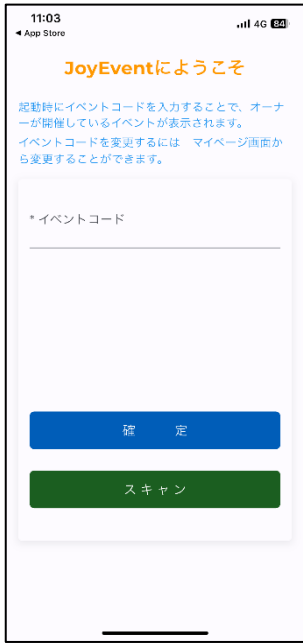 11:03
4G 84
◀ App Store
JoyEventにようこそ
起動時にイベントコードを入力することで、オーナ
ーが開催しているイベントが表示されます。
イベントコードを変更するには　マイページ画面か
ら変更することができます。
* イベントコード
確　　定
スキャン